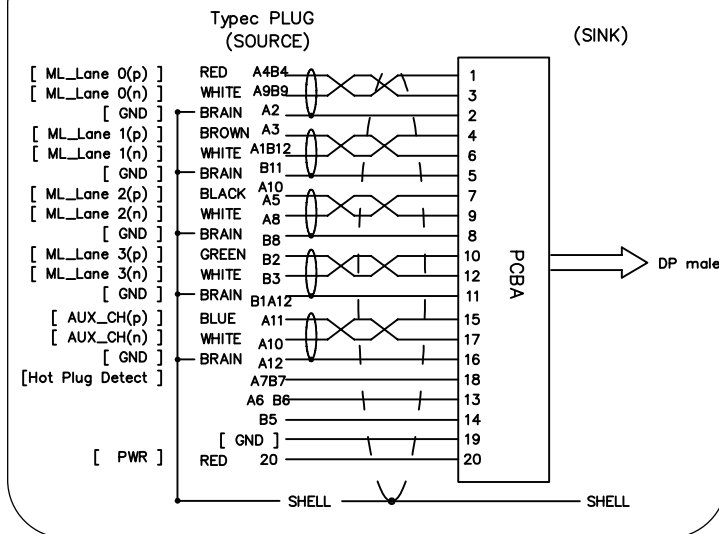 Typec PLUG
(SOURCE)
(SINK)
[ ML_Lane 0(p) ] RED A4B4 1
[ ML_Lane 0(n) ] WHITE A9B9 3
[ GND ] BRAIN A2 2
[ ML_Lane 1(p) ] BROWN A3 4
[ ML_Lane 1(n) ] WHITE A1B12 6
[ GND ] BRAIN B11 5
[ ML_Lane 2(p) ] BLACK A10 A5 7
[ ML_Lane 2(n) ] WHITE A8 9
[ GND ] BRAIN B8 8
[ ML_Lane 3(p) ] GREEN B2 10
[ ML_Lane 3(n) ] WHITE B3 12
[ GND ] BRAIN B1A12 11
[ AUX_CH(p) ] BLUE A11 15
[ AUX_CH(n) ] WHITE A10 17
[ GND ] BRAIN A12 16
[Hot Plug Detect ] A7B7 18
A6 B6 13
B5 14
[ GND ] 19
[ PWR ] RED 20 20
PCBA
DP male
SHELL SHELL